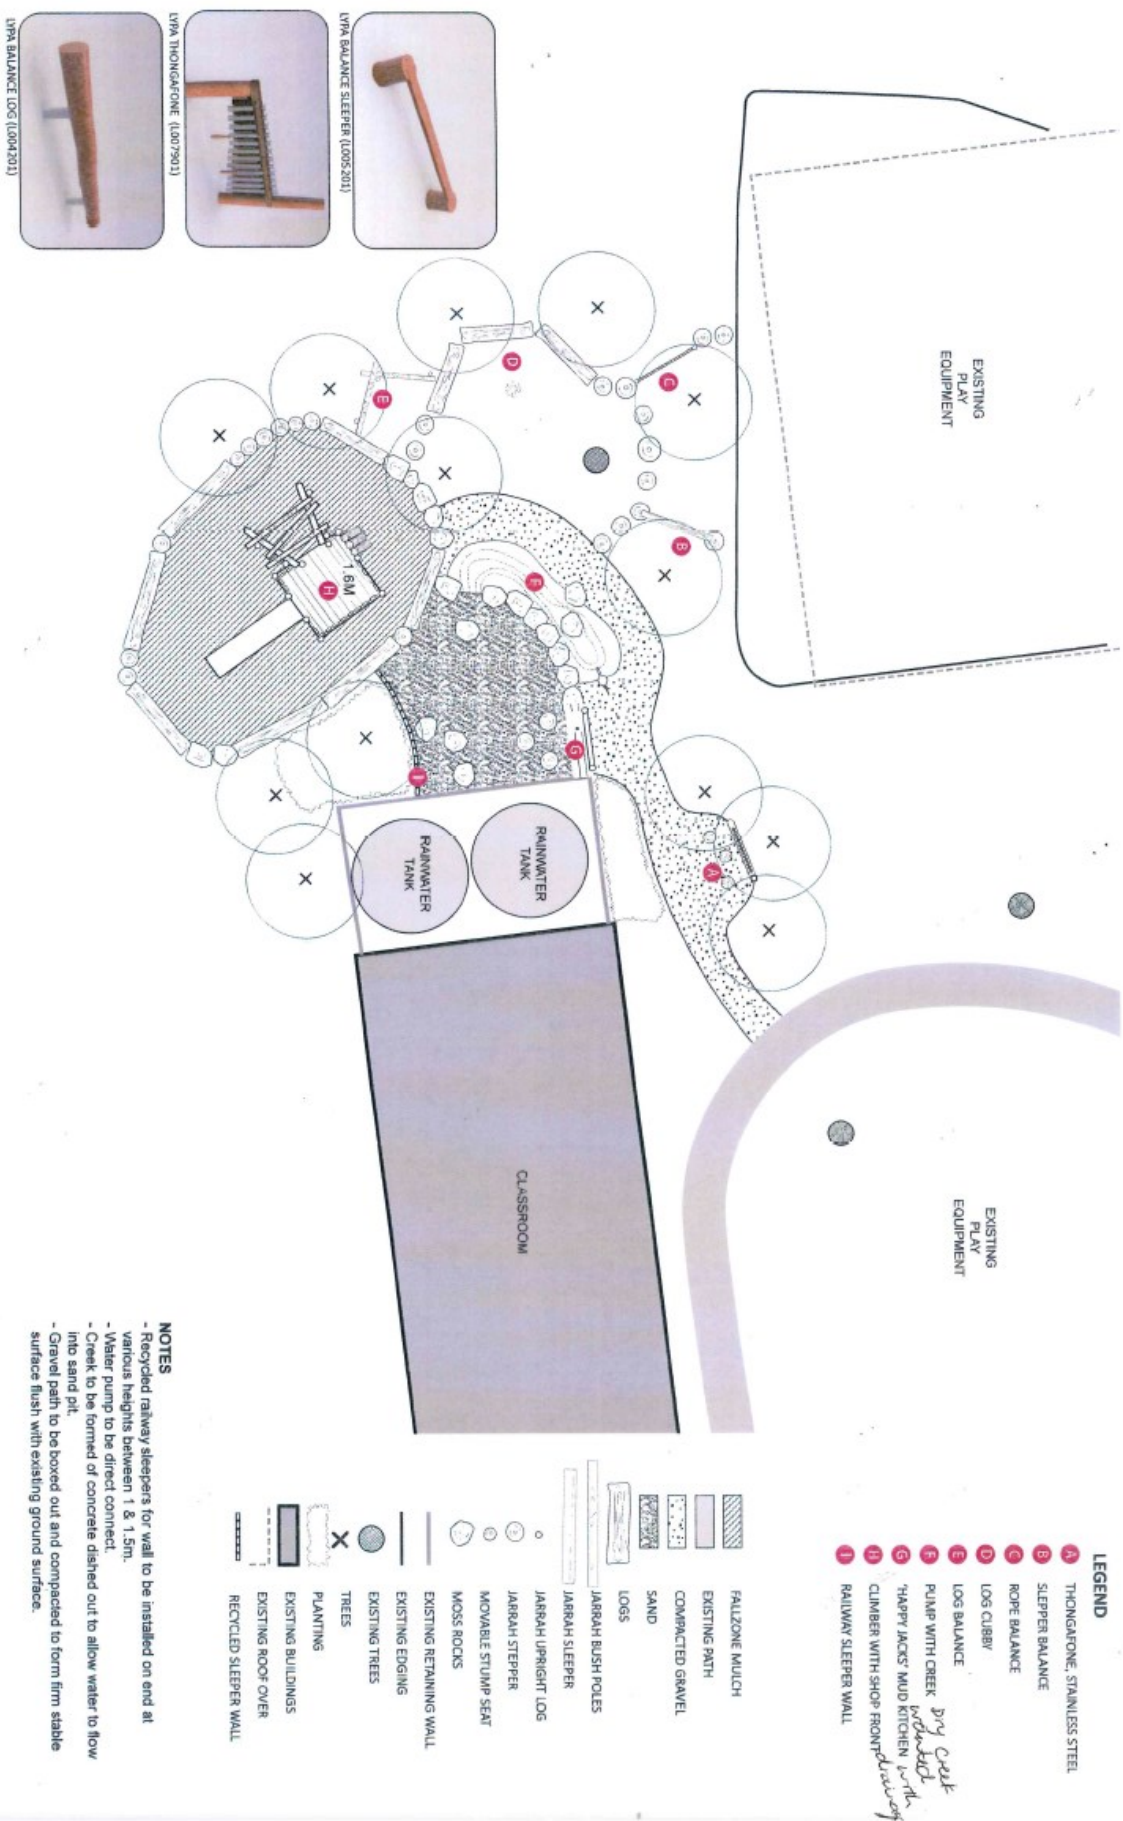 LYPA BALANCE SLEEPER (L005201)
LYPA THONGAFONE (L007901)
LYPA BALANCE LOG (L004201)
EXISTING
PLAY
EQUIPMENT
EXISTING
PLAY
EQUIPMENT
A
B
C
D
E
F
G
H
1.6M
I
RAINWATER
TANK
RAINWATER
TANK
CLASSROOM
LEGEND
A THONGAFONE, STAINLESS STEEL
B SLEPPER BALANCE
C ROPE BALANCE
D LOG CUBBY
E LOG BALANCE
F PUMP WITH CREEK
G 'HAPPY JACKS' MUD KITCHEN
H CLIMBER WITH SHOP FRONT
I RAILWAY SLEEPER WALL
Dry Creek
wanted
with
drainage
FALLZONE MULCH
EXISTING PATH
COMPACTED GRAVEL
SAND
LOGS
JARRAH BUSH POLES
JARRAH SLEEPER
JARRAH UPRIGHT LOG
JARRAH STEPPER
MOVABLE STUMP SEAT
MOSS ROCKS
EXISTING RETAINING WALL
EXISTING EDGING
EXISTING TREES
TREES
PLANTING
EXISTING BUILDINGS
EXISTING ROOF OVER
RECYCLED SLEEPER WALL
NOTES
- Recycled railway sleepers for wall to be installed on end at
various heights between 1 & 1.5m.
- Water pump to be direct connect.
- Creek to be formed of concrete dished out to allow water to flow
into sand pit.
- Gravel path to be boxed out and compacted to form firm stable
surface flush with existing ground surface.